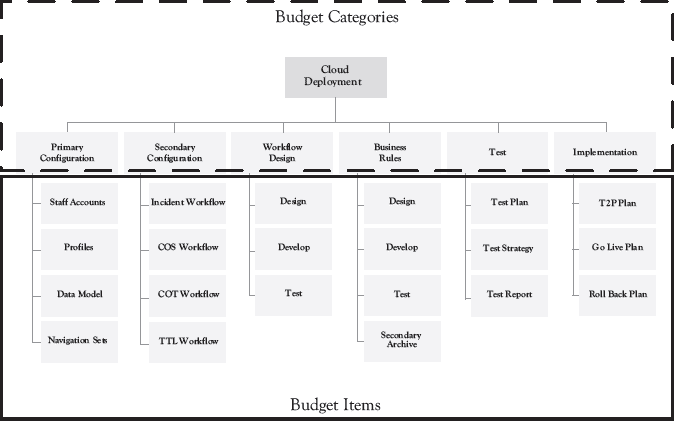 Budget Categories
Cloud
Deployment
Primary
Configuration
Secondary
Configuration
Workflow
Design
Business
Rules
Test
Implementation
Staff Accounts
Incident Workflow
Design
Design
Test Plan
T2P Plan
Profiles
COS Workflow
Develop
Develop
Test Strategy
Go Live Plan
Data Model
COT Workflow
Test
Test
Test Report
Roll Back Plan
Navigation Sets
TTL Workflow
Secondary
Archive
Budget Items